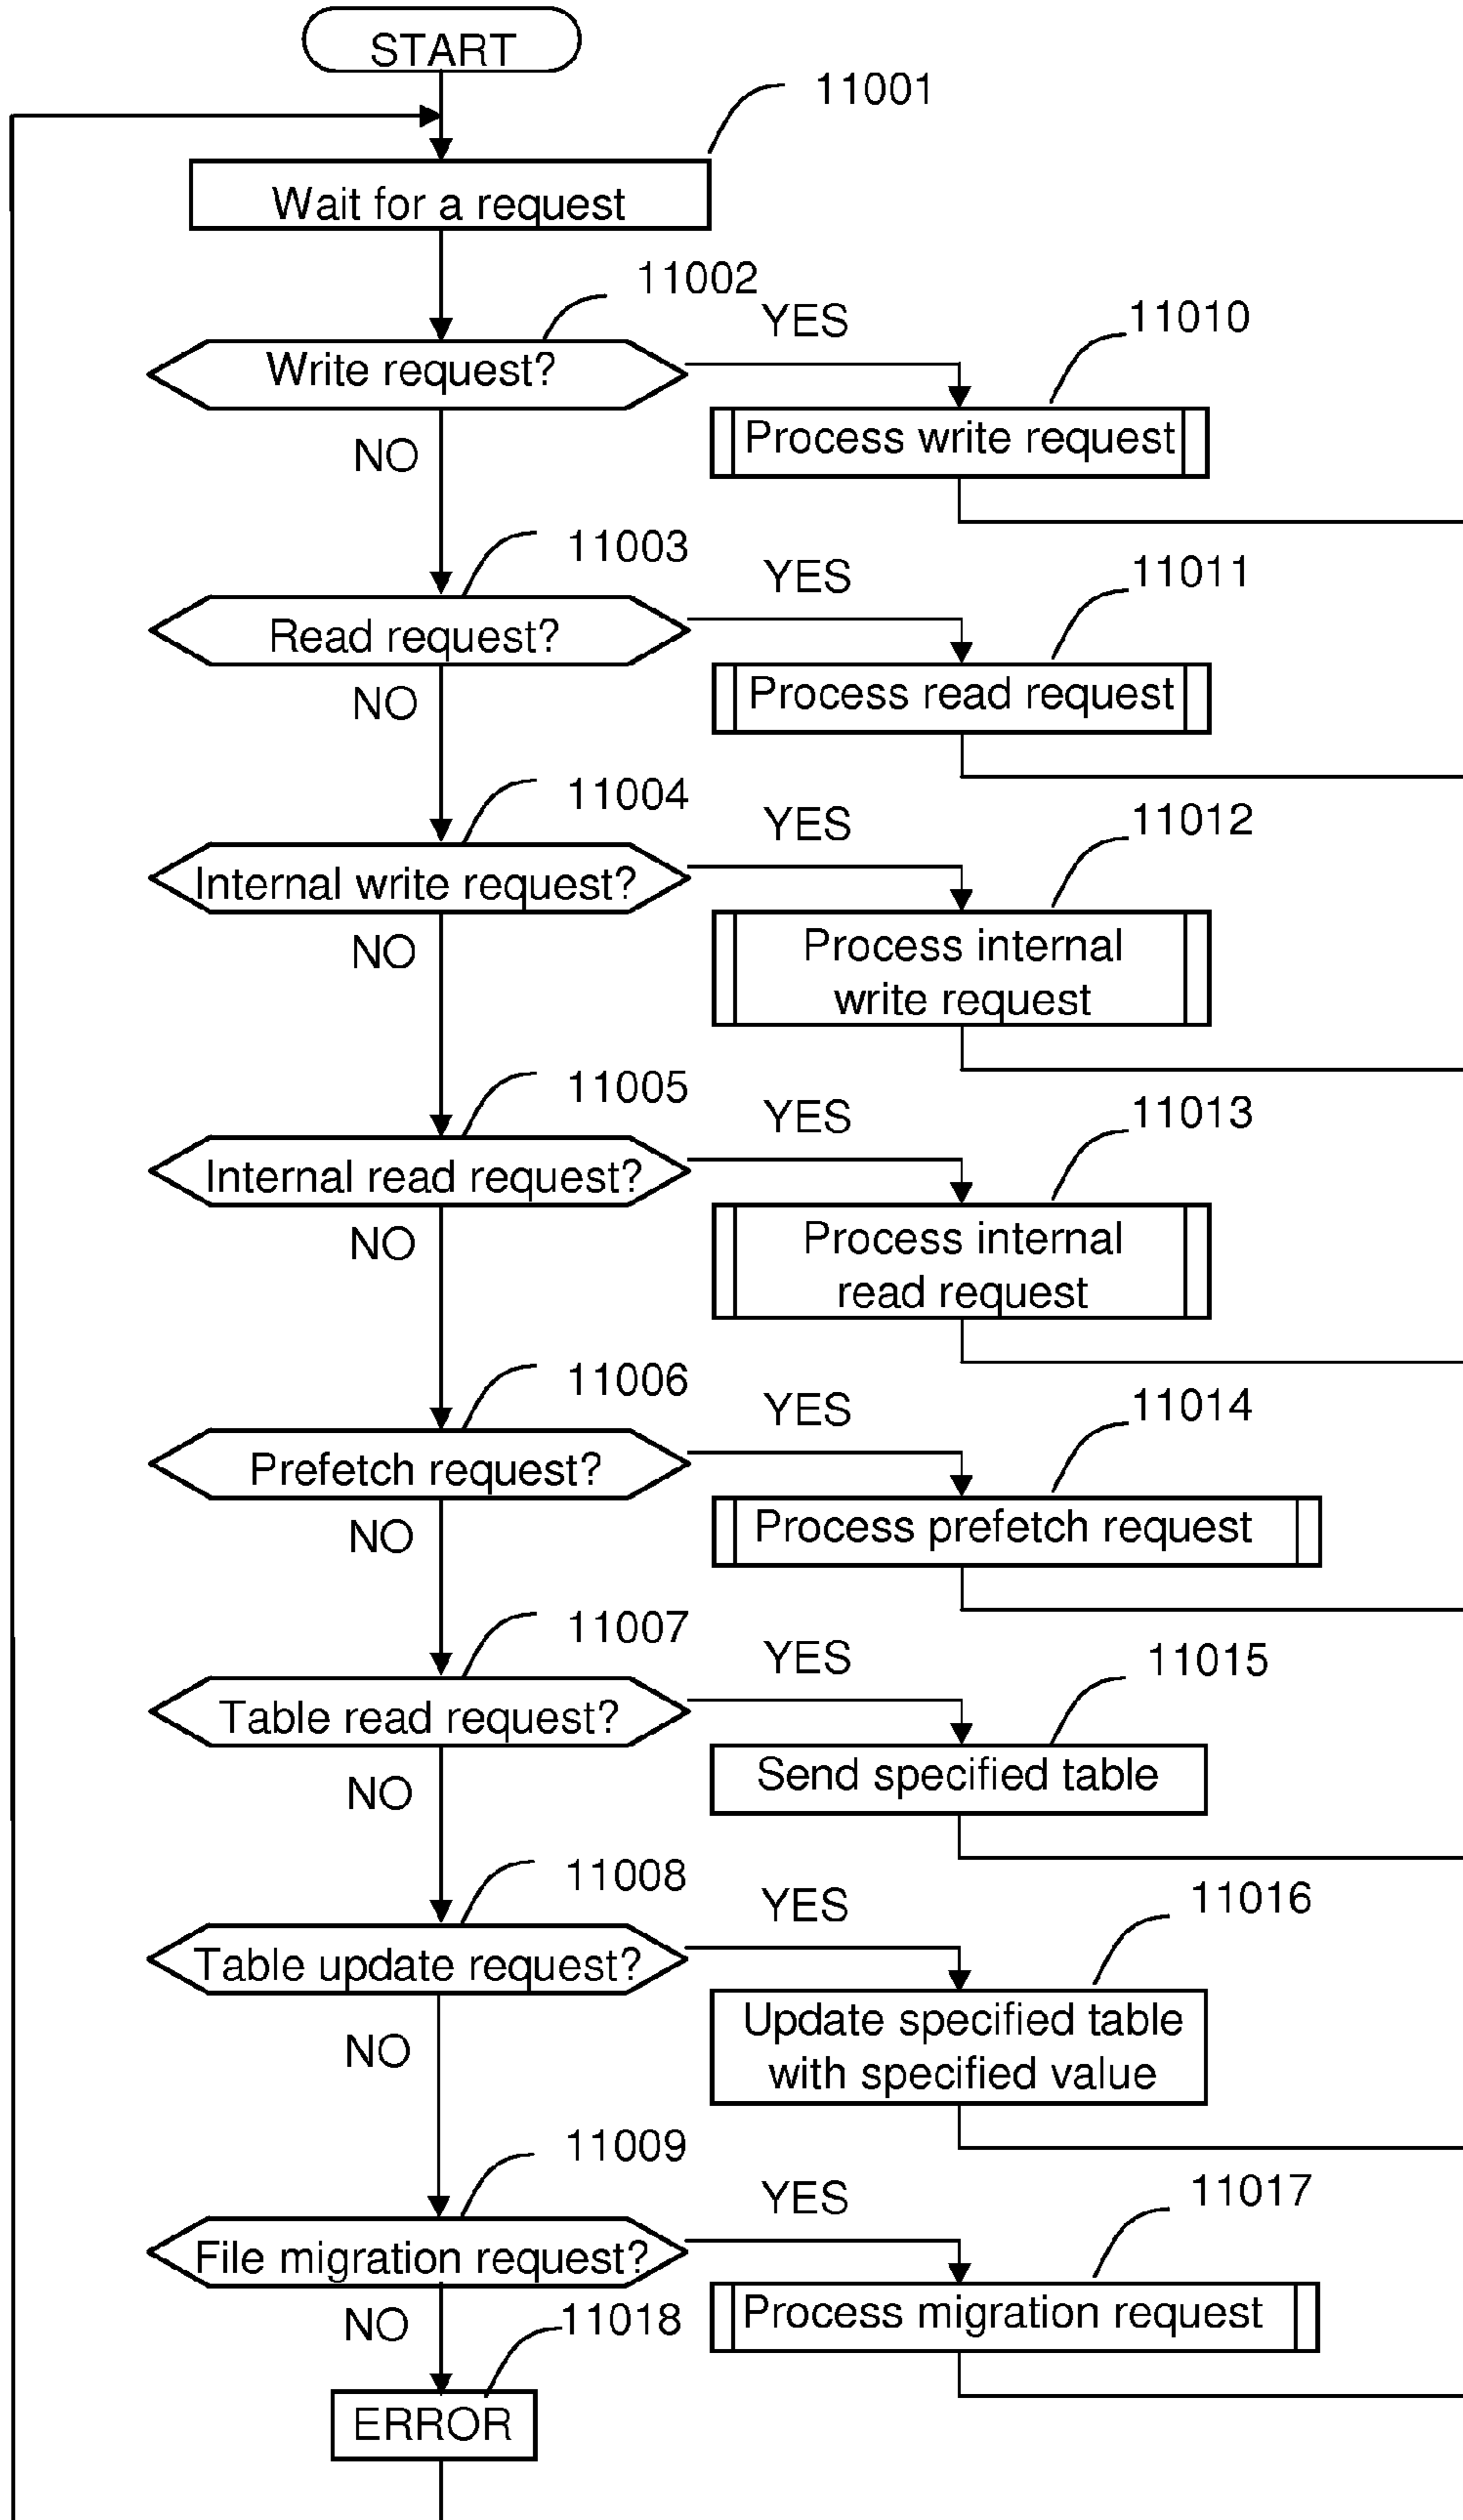 START
11001
Wait for a request
11002
YES
11010
Write request?
Process write request
NO
11003
YES
11011
Read request?
Process read request
NO
11004
YES
11012
Internal write request?
Process internal
write request
NO
11005
YES
11013
Internal read request?
Process internal
read request
NO
11006
YES
11014
Prefetch request?
Process prefetch request
NO
11007
YES
11015
Table read request?
Send specified table
NO
11008
YES
11016
Table update request?
Update specified table
with specified value
NO
11009
YES
11017
File migration request?
Process migration request
NO
11018
ERROR